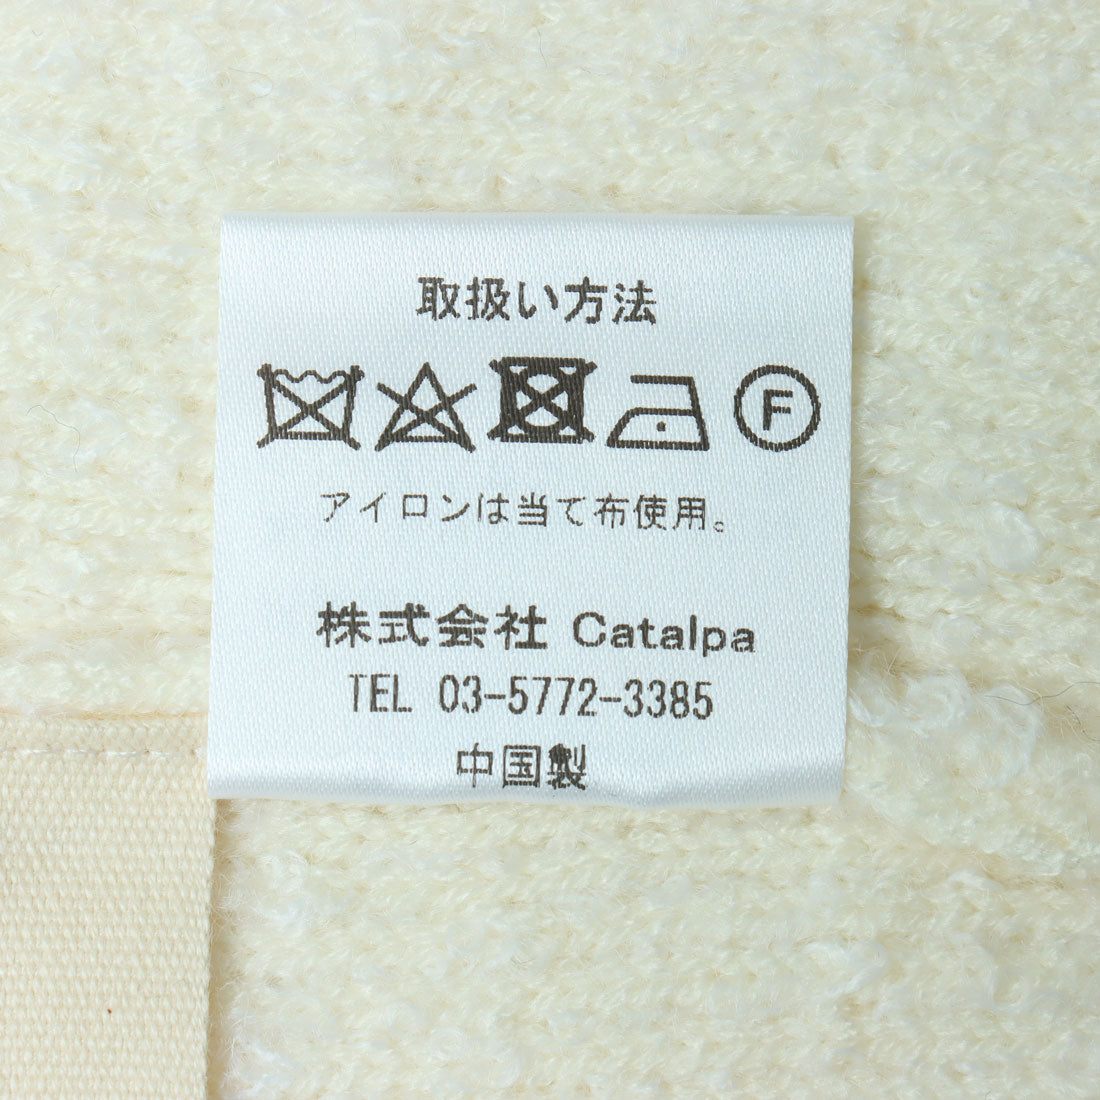 取扱い方法
F
アイロンは当て布使用。
株式会社 Catalpa
TEL 03-5772-3385
中国製